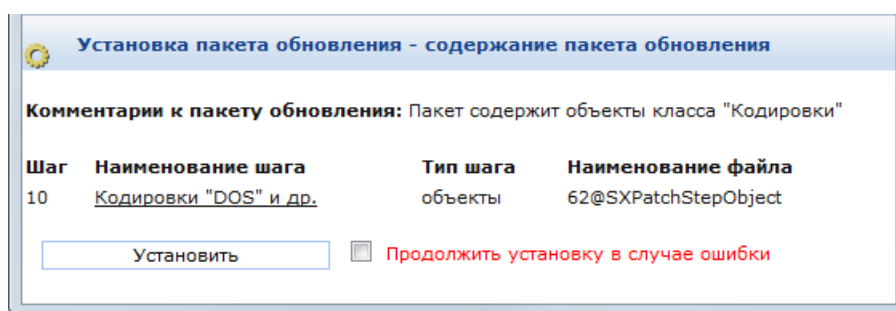 Установка пакета обновления - содержание пакета обновления
Комментарии к пакету обновления: Пакет содержит объекты класса "Кодировки"
Шаг Наименование шага Тип шага Наименование файла
10 Кодировки "DOS" и др. объекты 62@SXPatchStepObject
Установить Продолжить установку в случае ошибки